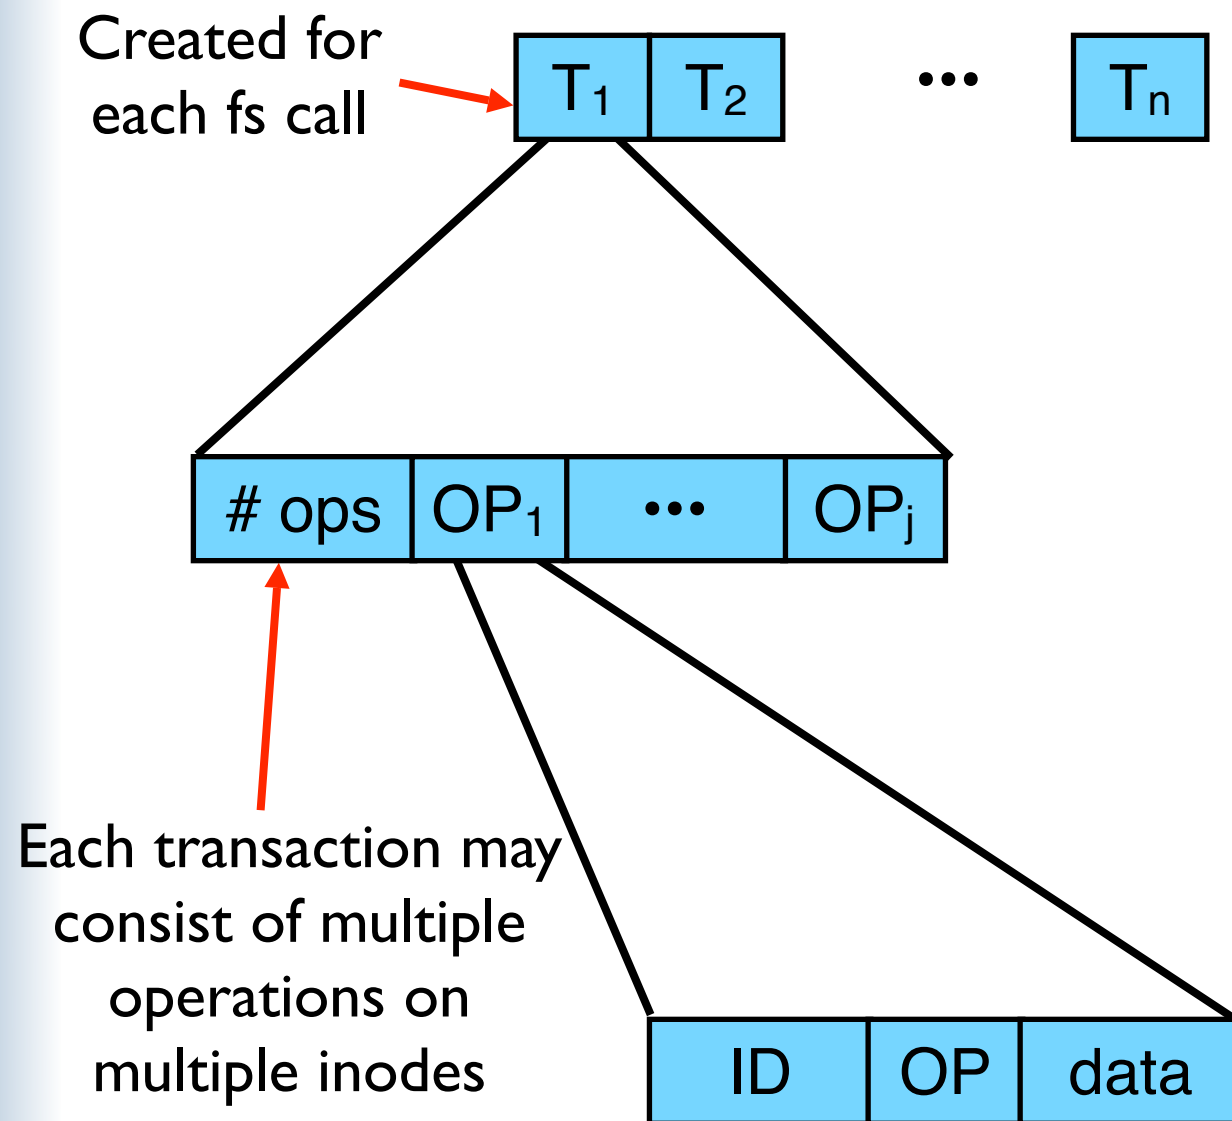 Created for
each fs call
T₁ T₂ ••• Tₙ
# ops OP₁ ••• OPⱼ
Each transaction may
consist of multiple
operations on
multiple inodes
ID OP data